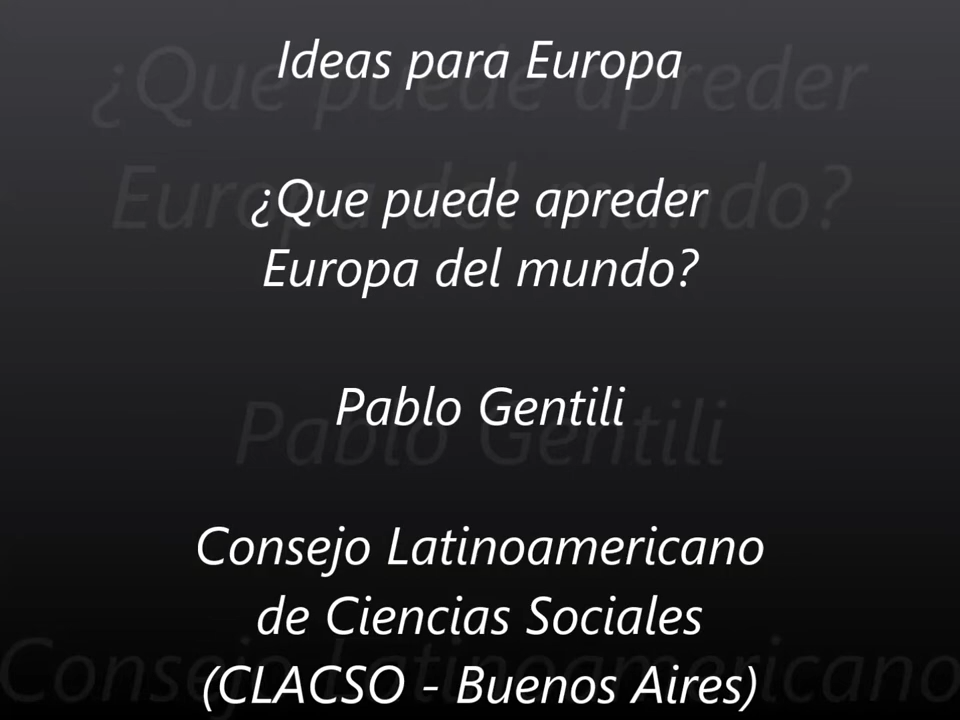 Ideas para Europa
¿Que puede apreder
Europa del mundo?
Pablo Gentili
Consejo Latinoamericano
de Ciencias Sociales
(CLACSO - Buenos Aires)